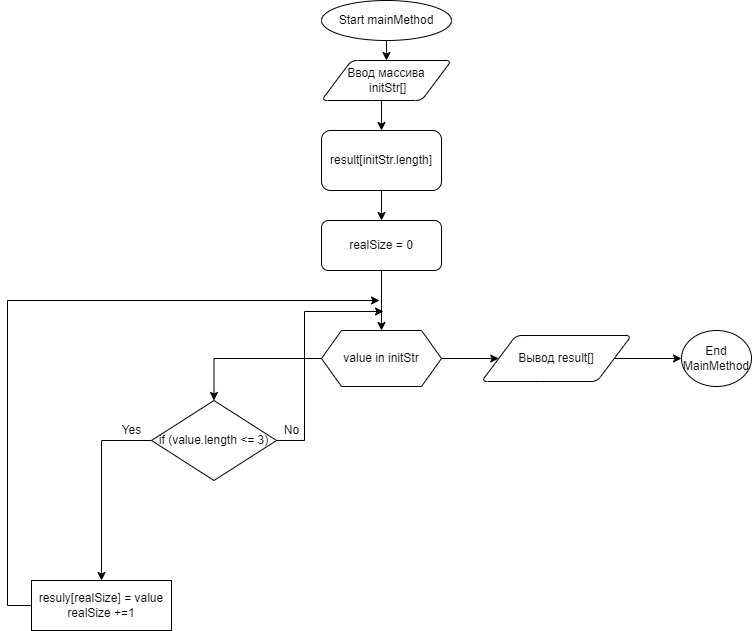 Start mainMethod
Ввод массива
initStr[]
result[initStr.length]
realSize = 0
value in initStr
Вывод result[]
End
MainMethod
Yes
if (value.length <= 3)
No
resuly[realSize] = value
realSize +=1